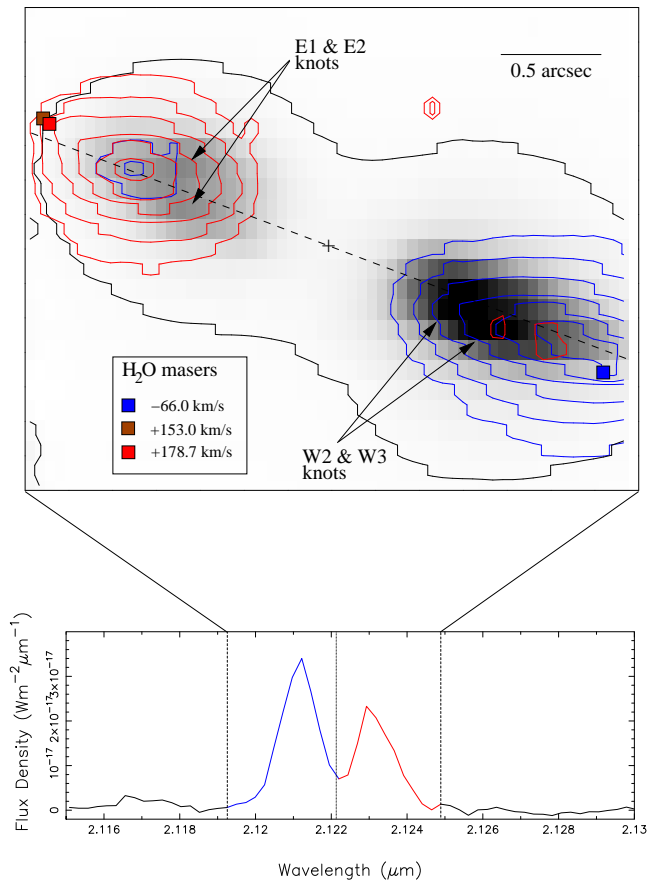 E1 & E2
knots
0.5 arcsec
H₂O masers
−66.0 km/s
+153.0 km/s
+178.7 km/s
W2 & W3
knots
Flux Density (Wm⁻²μm⁻¹)
0
10⁻¹⁷
2×10⁻¹⁷
3×10⁻¹⁷
2.116 2.118 2.12 2.122 2.124 2.126 2.128 2.13
Wavelength (μm)